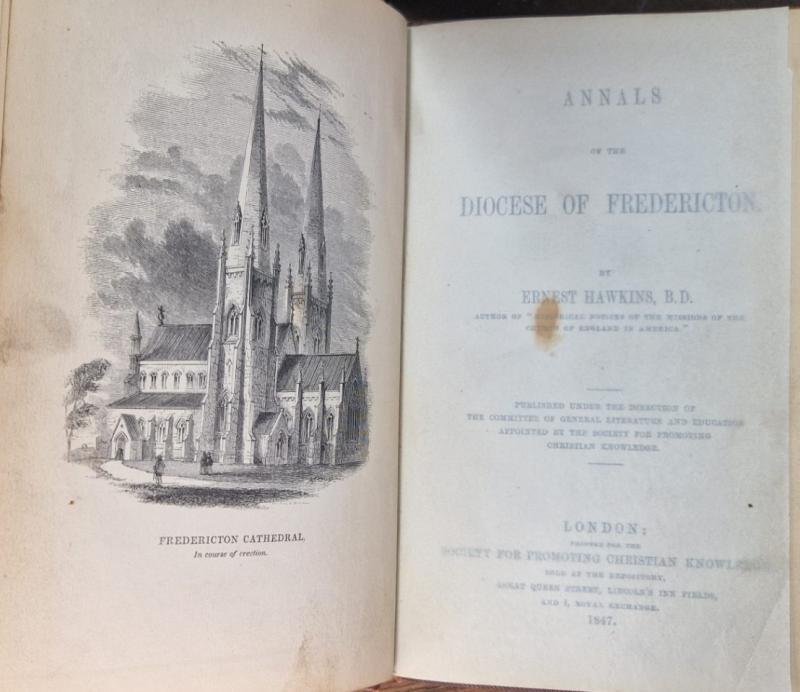 FREDERICTON CATHEDRAL,
In course of erection.
ANNALS
OF THE
DIOCESE OF FREDERICTON.
BY
ERNEST HAWKINS, B.D.
AUTHOR OF "HISTORICAL NOTICES OF THE MISSIONS OF THE
CHURCH OF ENGLAND IN AMERICA."
PUBLISHED UNDER THE DIRECTION OF
THE COMMITTEE OF GENERAL LITERATURE AND EDUCATION
APPOINTED BY THE SOCIETY FOR PROMOTING
CHRISTIAN KNOWLEDGE.
LONDON:
PRINTED FOR THE
SOCIETY FOR PROMOTING CHRISTIAN KNOWLEDGE
SOLD AT THE DEPOSITORY,
GREAT QUEEN STREET, LINCOLN'S INN FIELDS,
AND 4, ROYAL EXCHANGE.
1847.